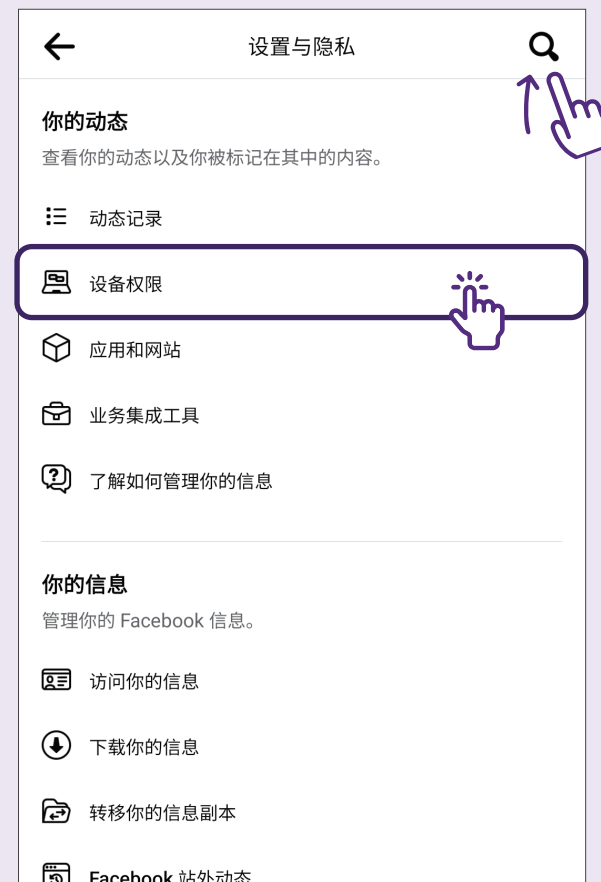 设置与隐私
你的动态
查看你的动态以及你被标记在其中的内容。
动态记录
设备权限
应用和网站
业务集成工具
了解如何管理你的信息
你的信息
管理你的 Facebook 信息。
访问你的信息
下载你的信息
转移你的信息副本
Facebook 站外动态